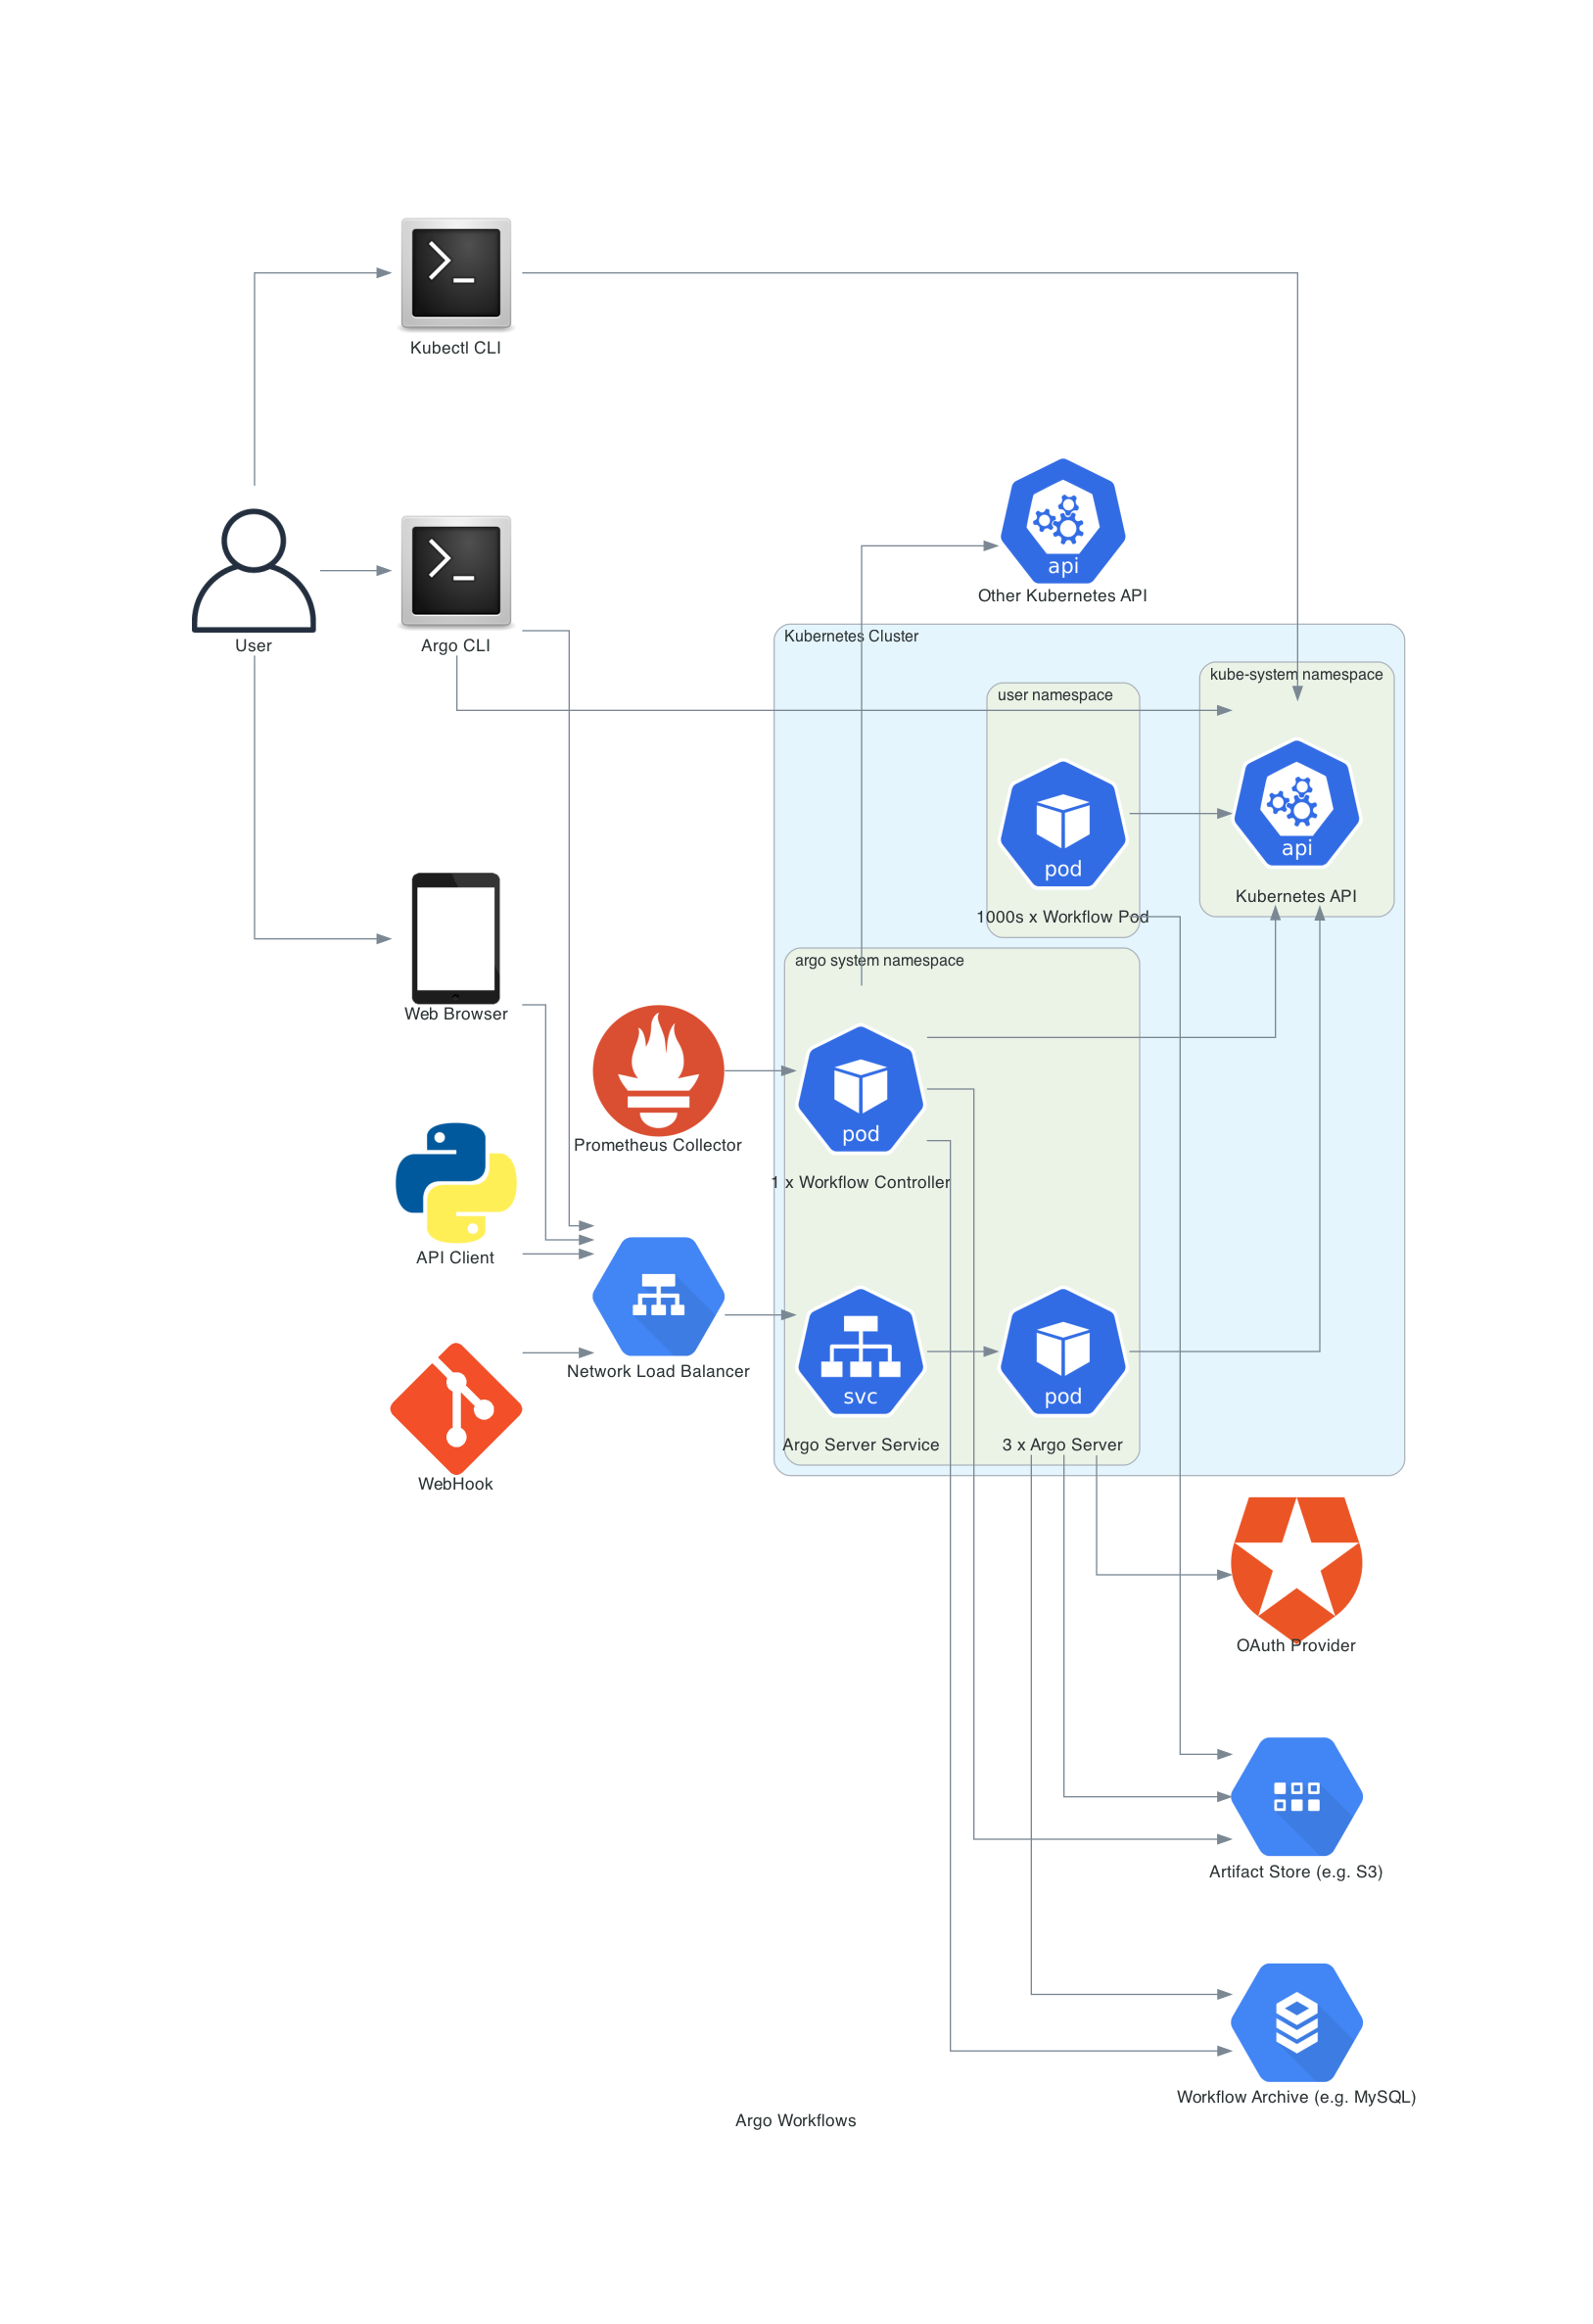 Kubectl CLI
api
Other Kubernetes API
User
Argo CLI
Kubernetes Cluster
kube-system namespace
user namespace
api
pod
Kubernetes API
1000s x Workflow Pod
argo system namespace
Web Browser
pod
Prometheus Collector
1 x Workflow Controller
API Client
Network Load Balancer
svc
pod
Argo Server Service
3 x Argo Server
WebHook
OAuth Provider
Artifact Store (e.g. S3)
Workflow Archive (e.g. MySQL)
Argo Workflows